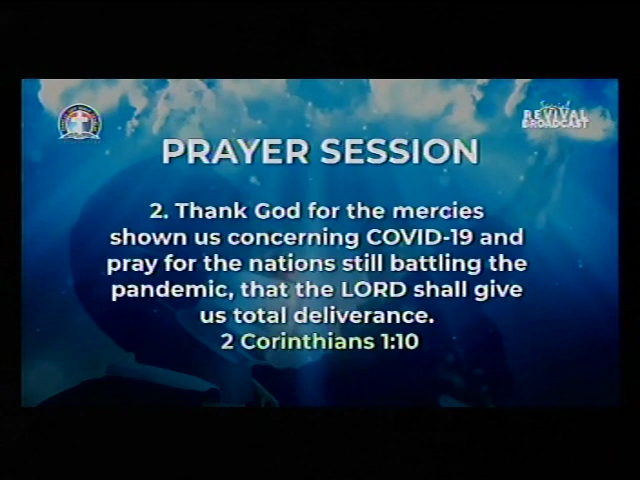 Special
REVIVAL
BROADCAST
PRAYER SESSION
2. Thank God for the mercies
shown us concerning COVID-19 and
pray for the nations still battling the
pandemic, that the LORD shall give
us total deliverance.
2 Corinthians 1:10